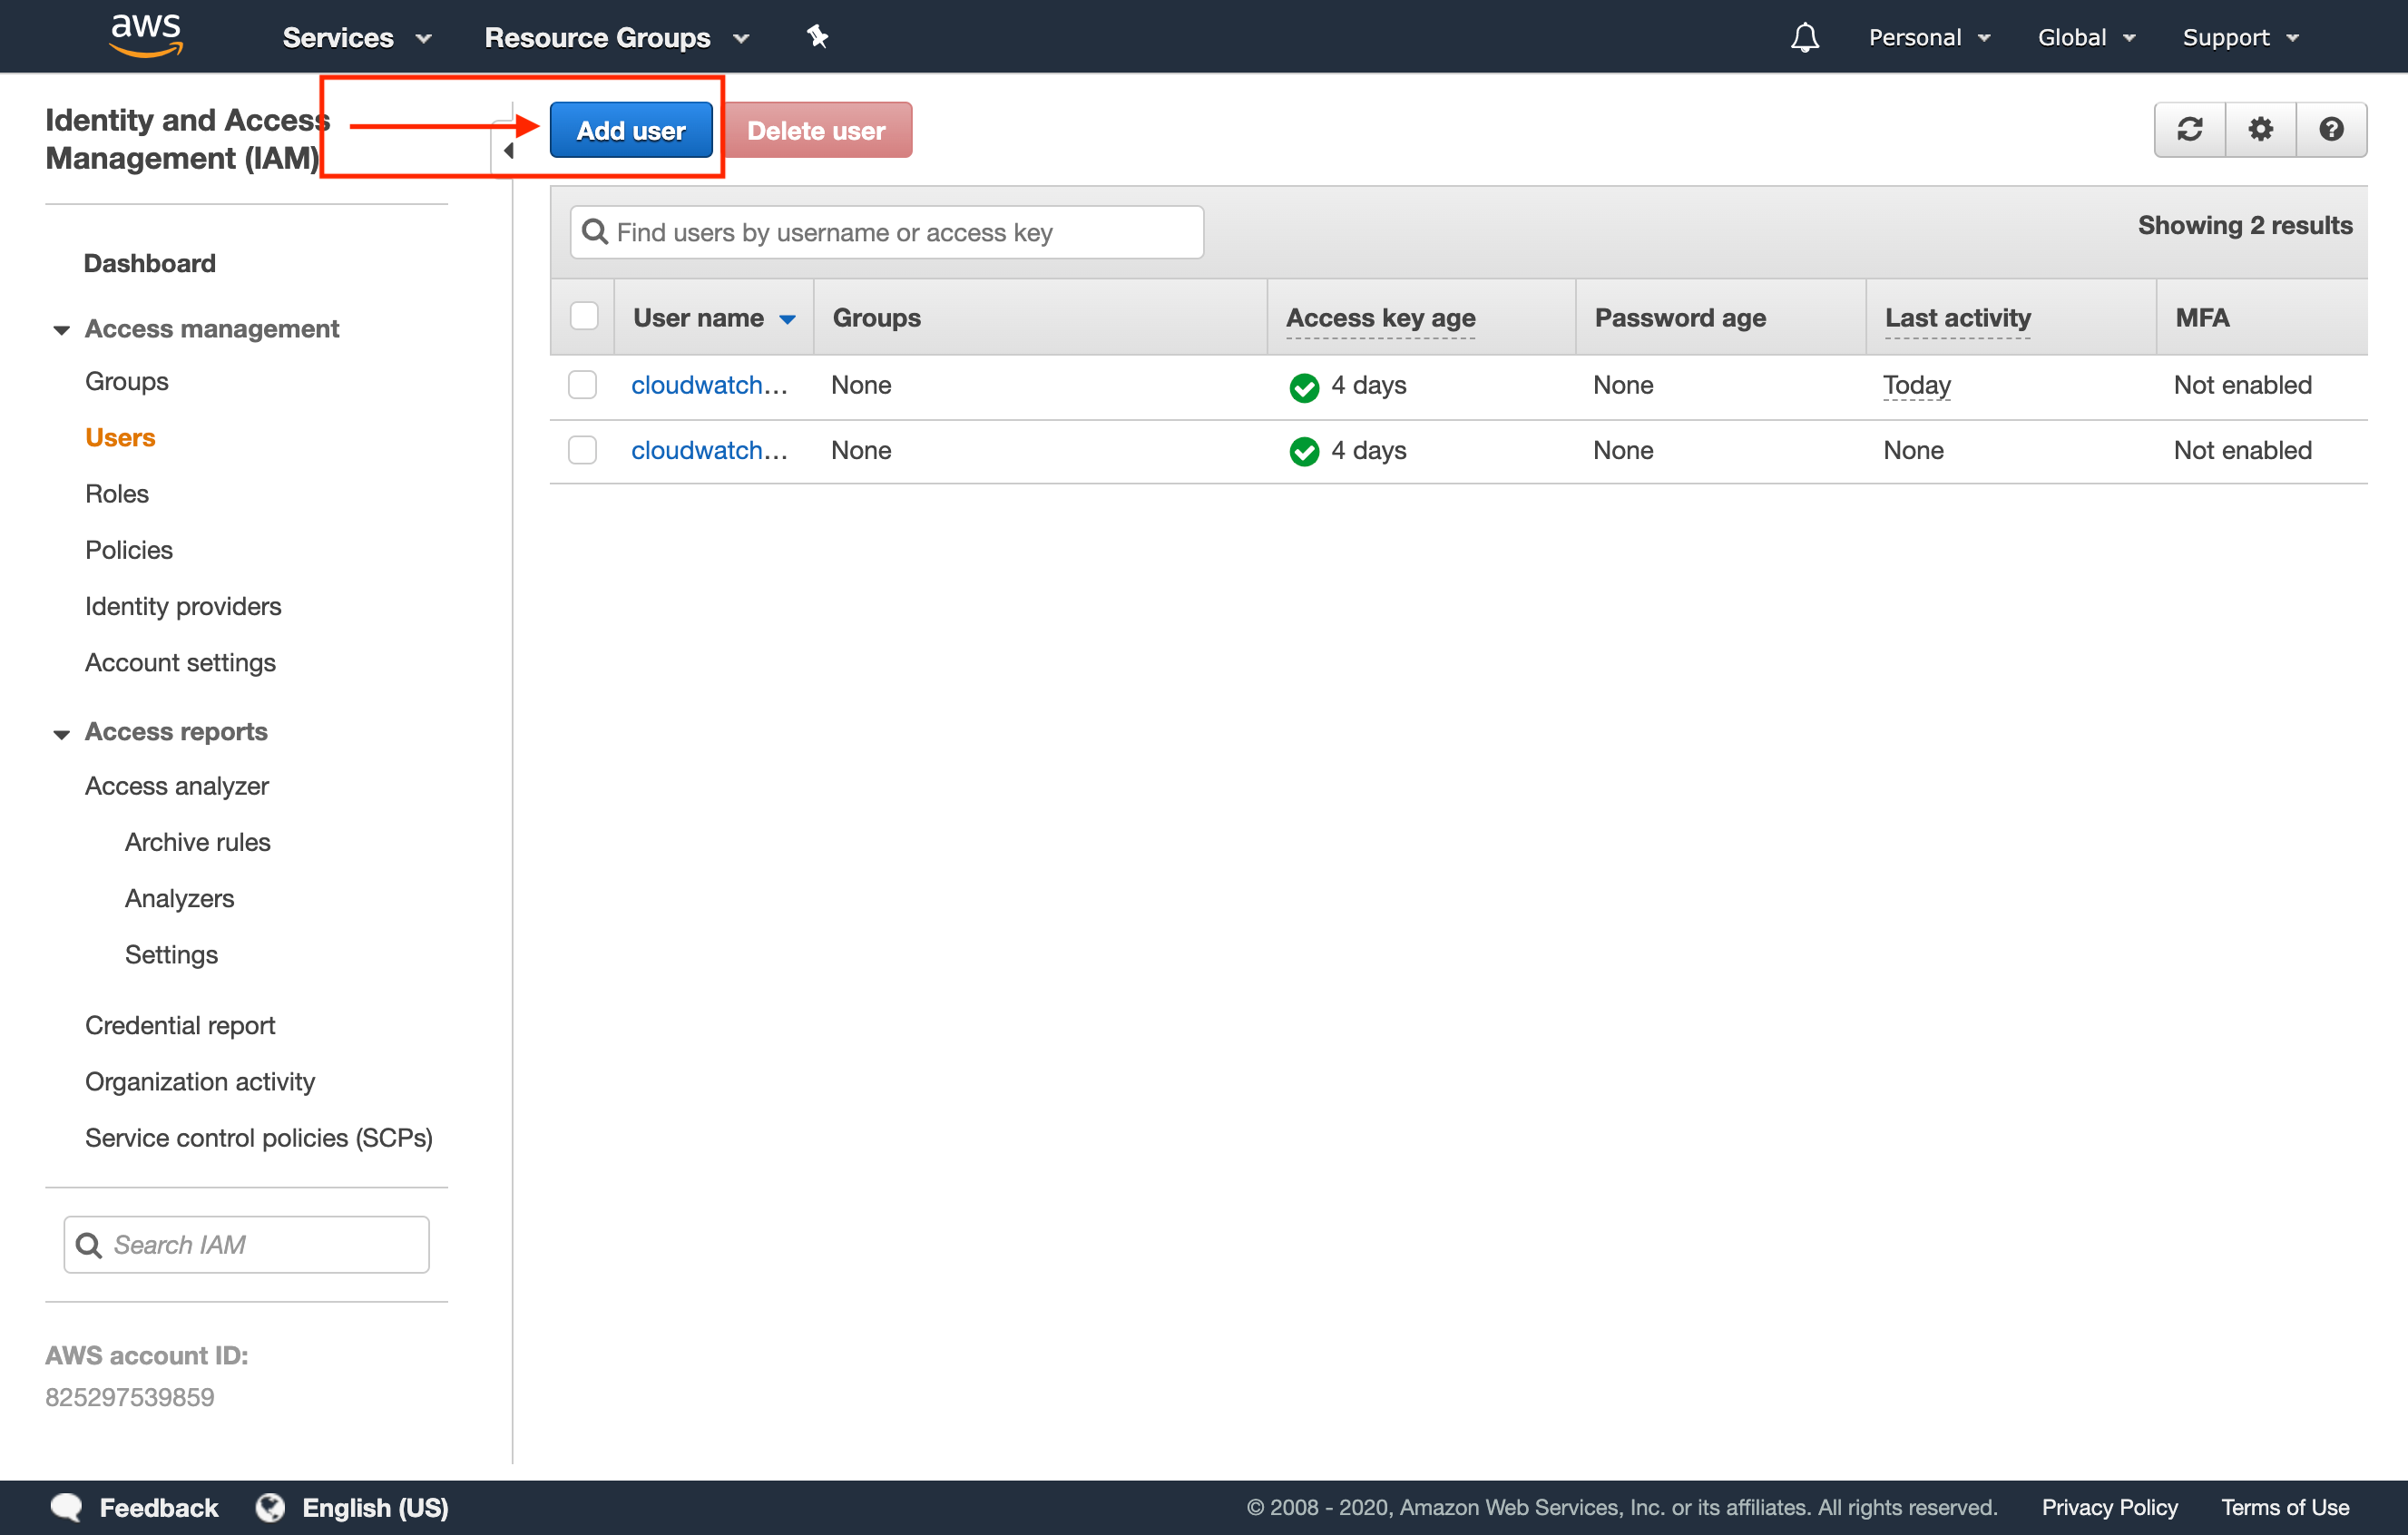 aws
Services
Resource Groups
Personal
Global
Support
Identity and Access
Management (IAM)
Dashboard
Access management
Groups
Users
Roles
Policies
Identity providers
Account settings
Access reports
Access analyzer
Archive rules
Analyzers
Settings
Credential report
Organization activity
Service control policies (SCPs)
Search IAM
AWS account ID:
825297539859
Add user
Delete user
Find users by username or access key
Showing 2 results
User name Groups Access key age Password age Last activity MFA
cloudwatch... None 4 days None Today Not enabled
cloudwatch... None 4 days None None Not enabled
Feedback
English (US)
© 2008 - 2020, Amazon Web Services, Inc. or its affiliates. All rights reserved.
Privacy Policy
Terms of Use